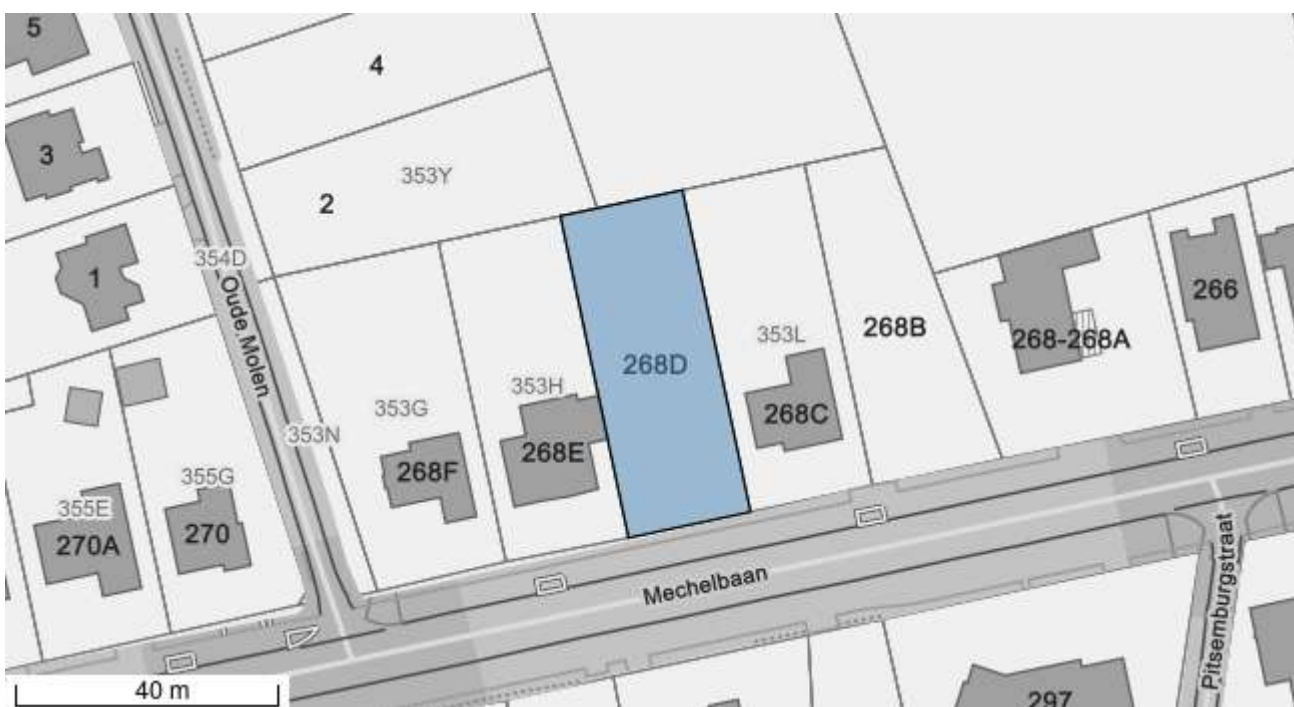 5
4
3
353Y
2
354D
1
Oude Molen
266
268B
268-268A
353L
268D
353H
353G
268C
353N
268E
268F
355G
355E
270
270A
Mechelbaan
Pitsemburgstraat
40 m
297